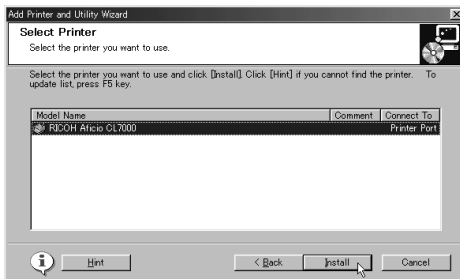 Add Printer and Utility Wizard
Select Printer
Select the printer you want to use.
Select the printer you want to use and click [Install]. Click [Hint] if you cannot find the printer. To
update list, press F5 key.
Model Name Comment Connect To
RICOH Aficio CL7000 Printer Port
Hint < Back Install Cancel